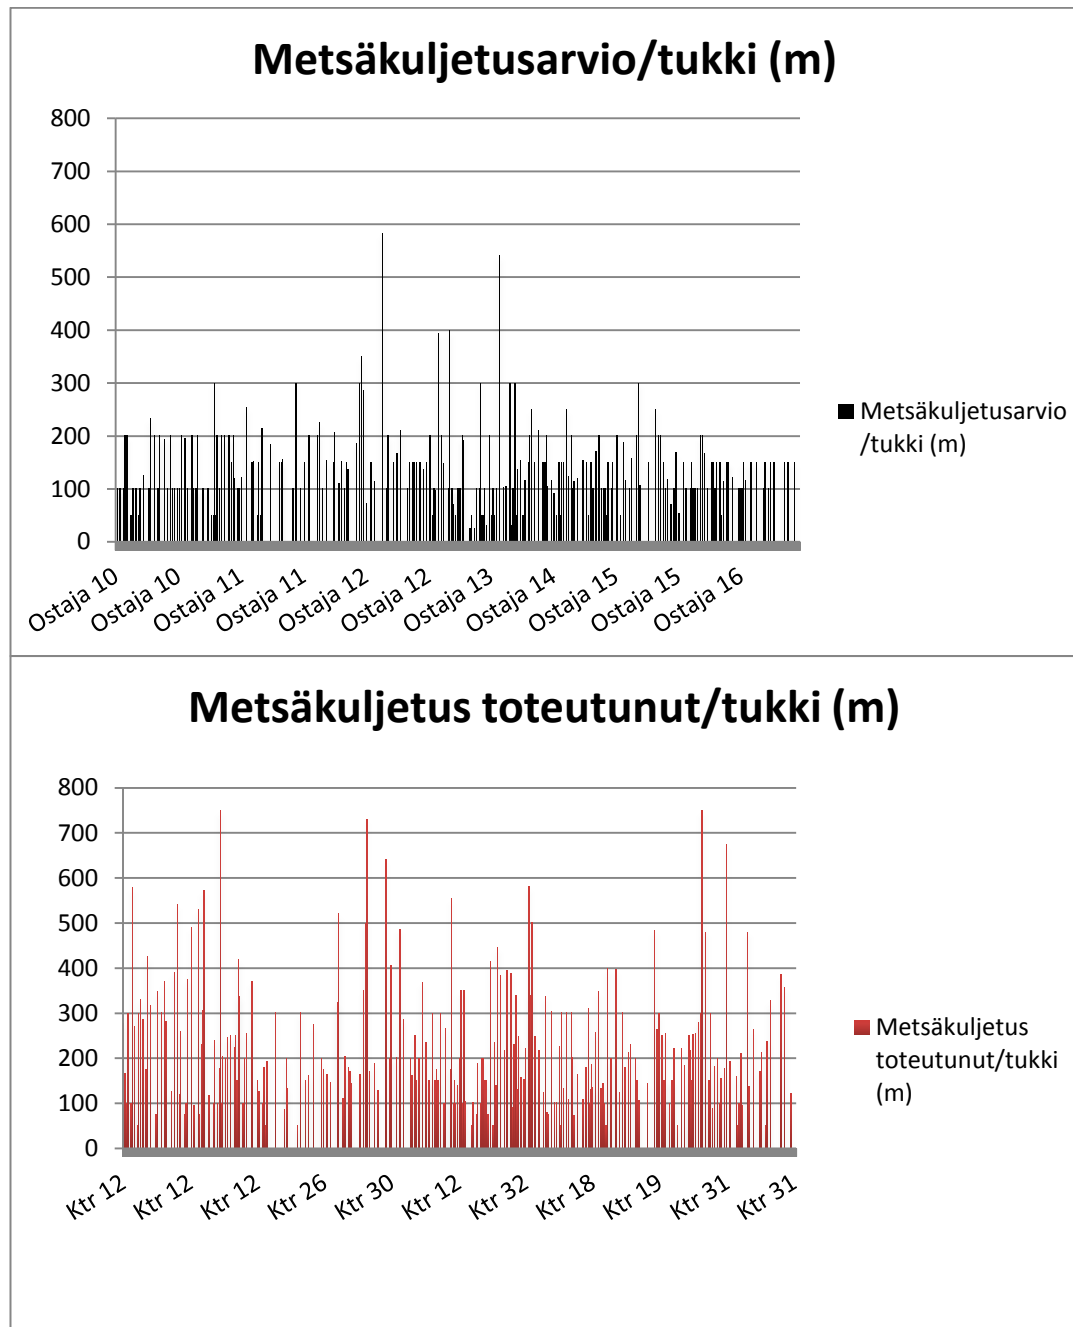 Metsäkuljetusarvio/tukki (m)
800
700
600
500
400
300
200
100
0
Ostaja 10
Ostaja 10
Ostaja 11
Ostaja 11
Ostaja 12
Ostaja 12
Ostaja 13
Ostaja 14
Ostaja 15
Ostaja 15
Ostaja 16
Metsäkuljetusarvio
/tukki (m)
Metsäkuljetus toteutunut/tukki (m)
800
700
600
500
400
300
200
100
0
Ktr 12
Ktr 12
Ktr 12
Ktr 26
Ktr 30
Ktr 12
Ktr 32
Ktr 18
Ktr 19
Ktr 31
Ktr 31
Metsäkuljetus
toteutunut/tukki
(m)